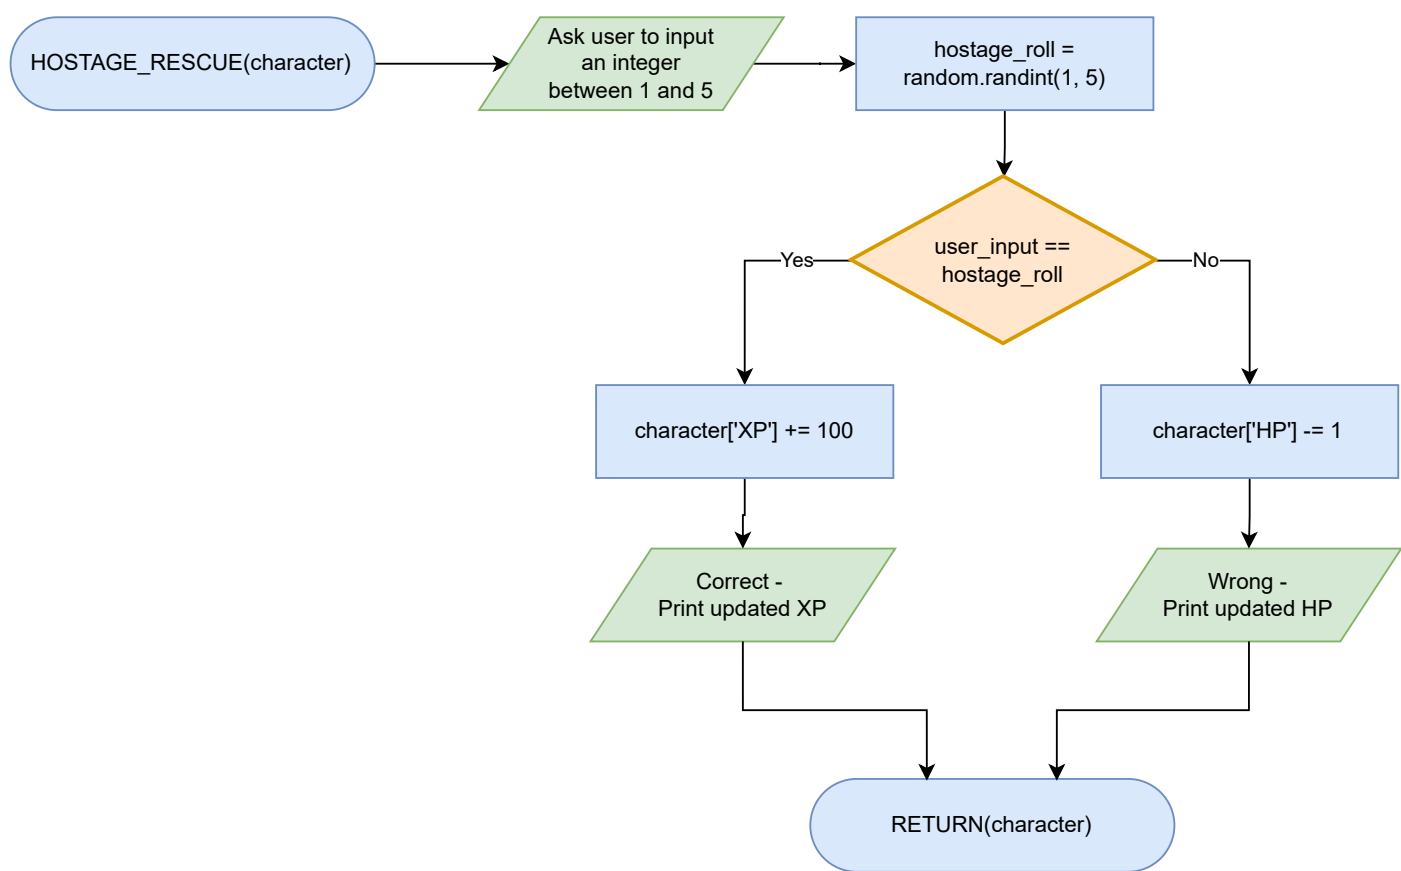 HOSTAGE_RESCUE(character)
Ask user to input
an integer
between 1 and 5
hostage_roll =
random.randint(1, 5)
user_input ==
hostage_roll
Yes
No
character['XP'] += 100
character['HP'] -= 1
Correct -
Print updated XP
Wrong -
Print updated HP
RETURN(character)